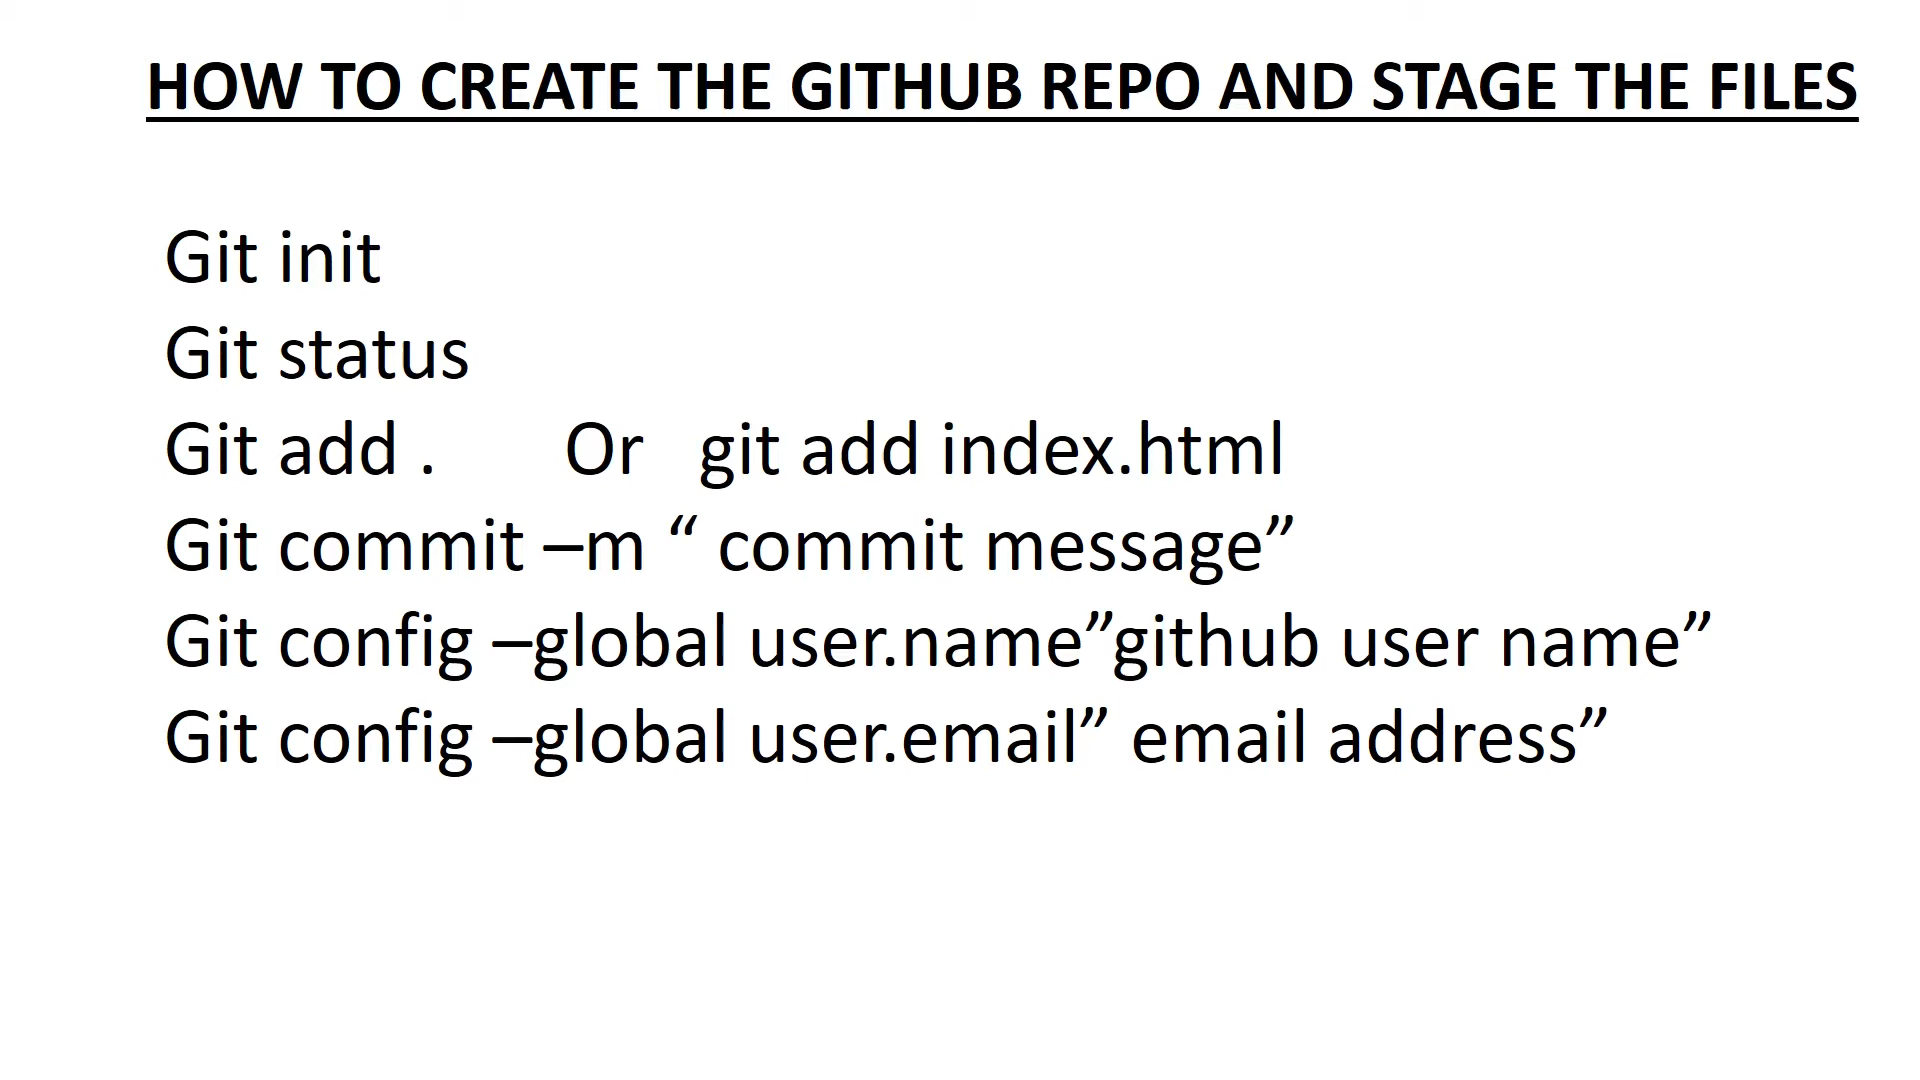 HOW TO CREATE THE GITHUB REPO AND STAGE THE FILES
Git init
Git status
Git add . Or git add index.html
Git commit –m “ commit message”
Git config –global user.name”github user name”
Git config –global user.email” email address”